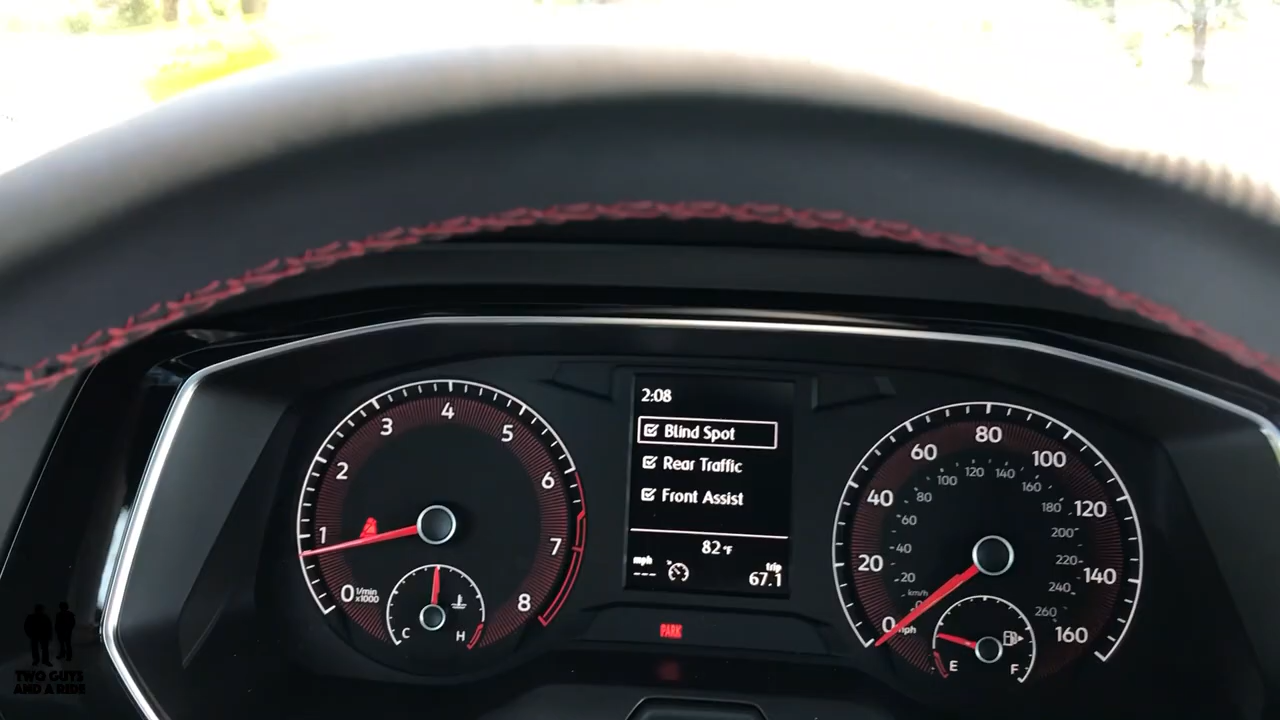 2:08
Blind Spot
Rear Traffic
Front Assist
82°F
mph
---
trip
67.1
0
1
2
3
4
5
6
7
8
1/min
x1000
C
H
PARK
0
20
40
60
80
100
120
140
160
mph
0
20
40
60
80
100
120
140
160
180
200
220
240
260
km/h
E
F
TWO GUYS
AND A RIDE